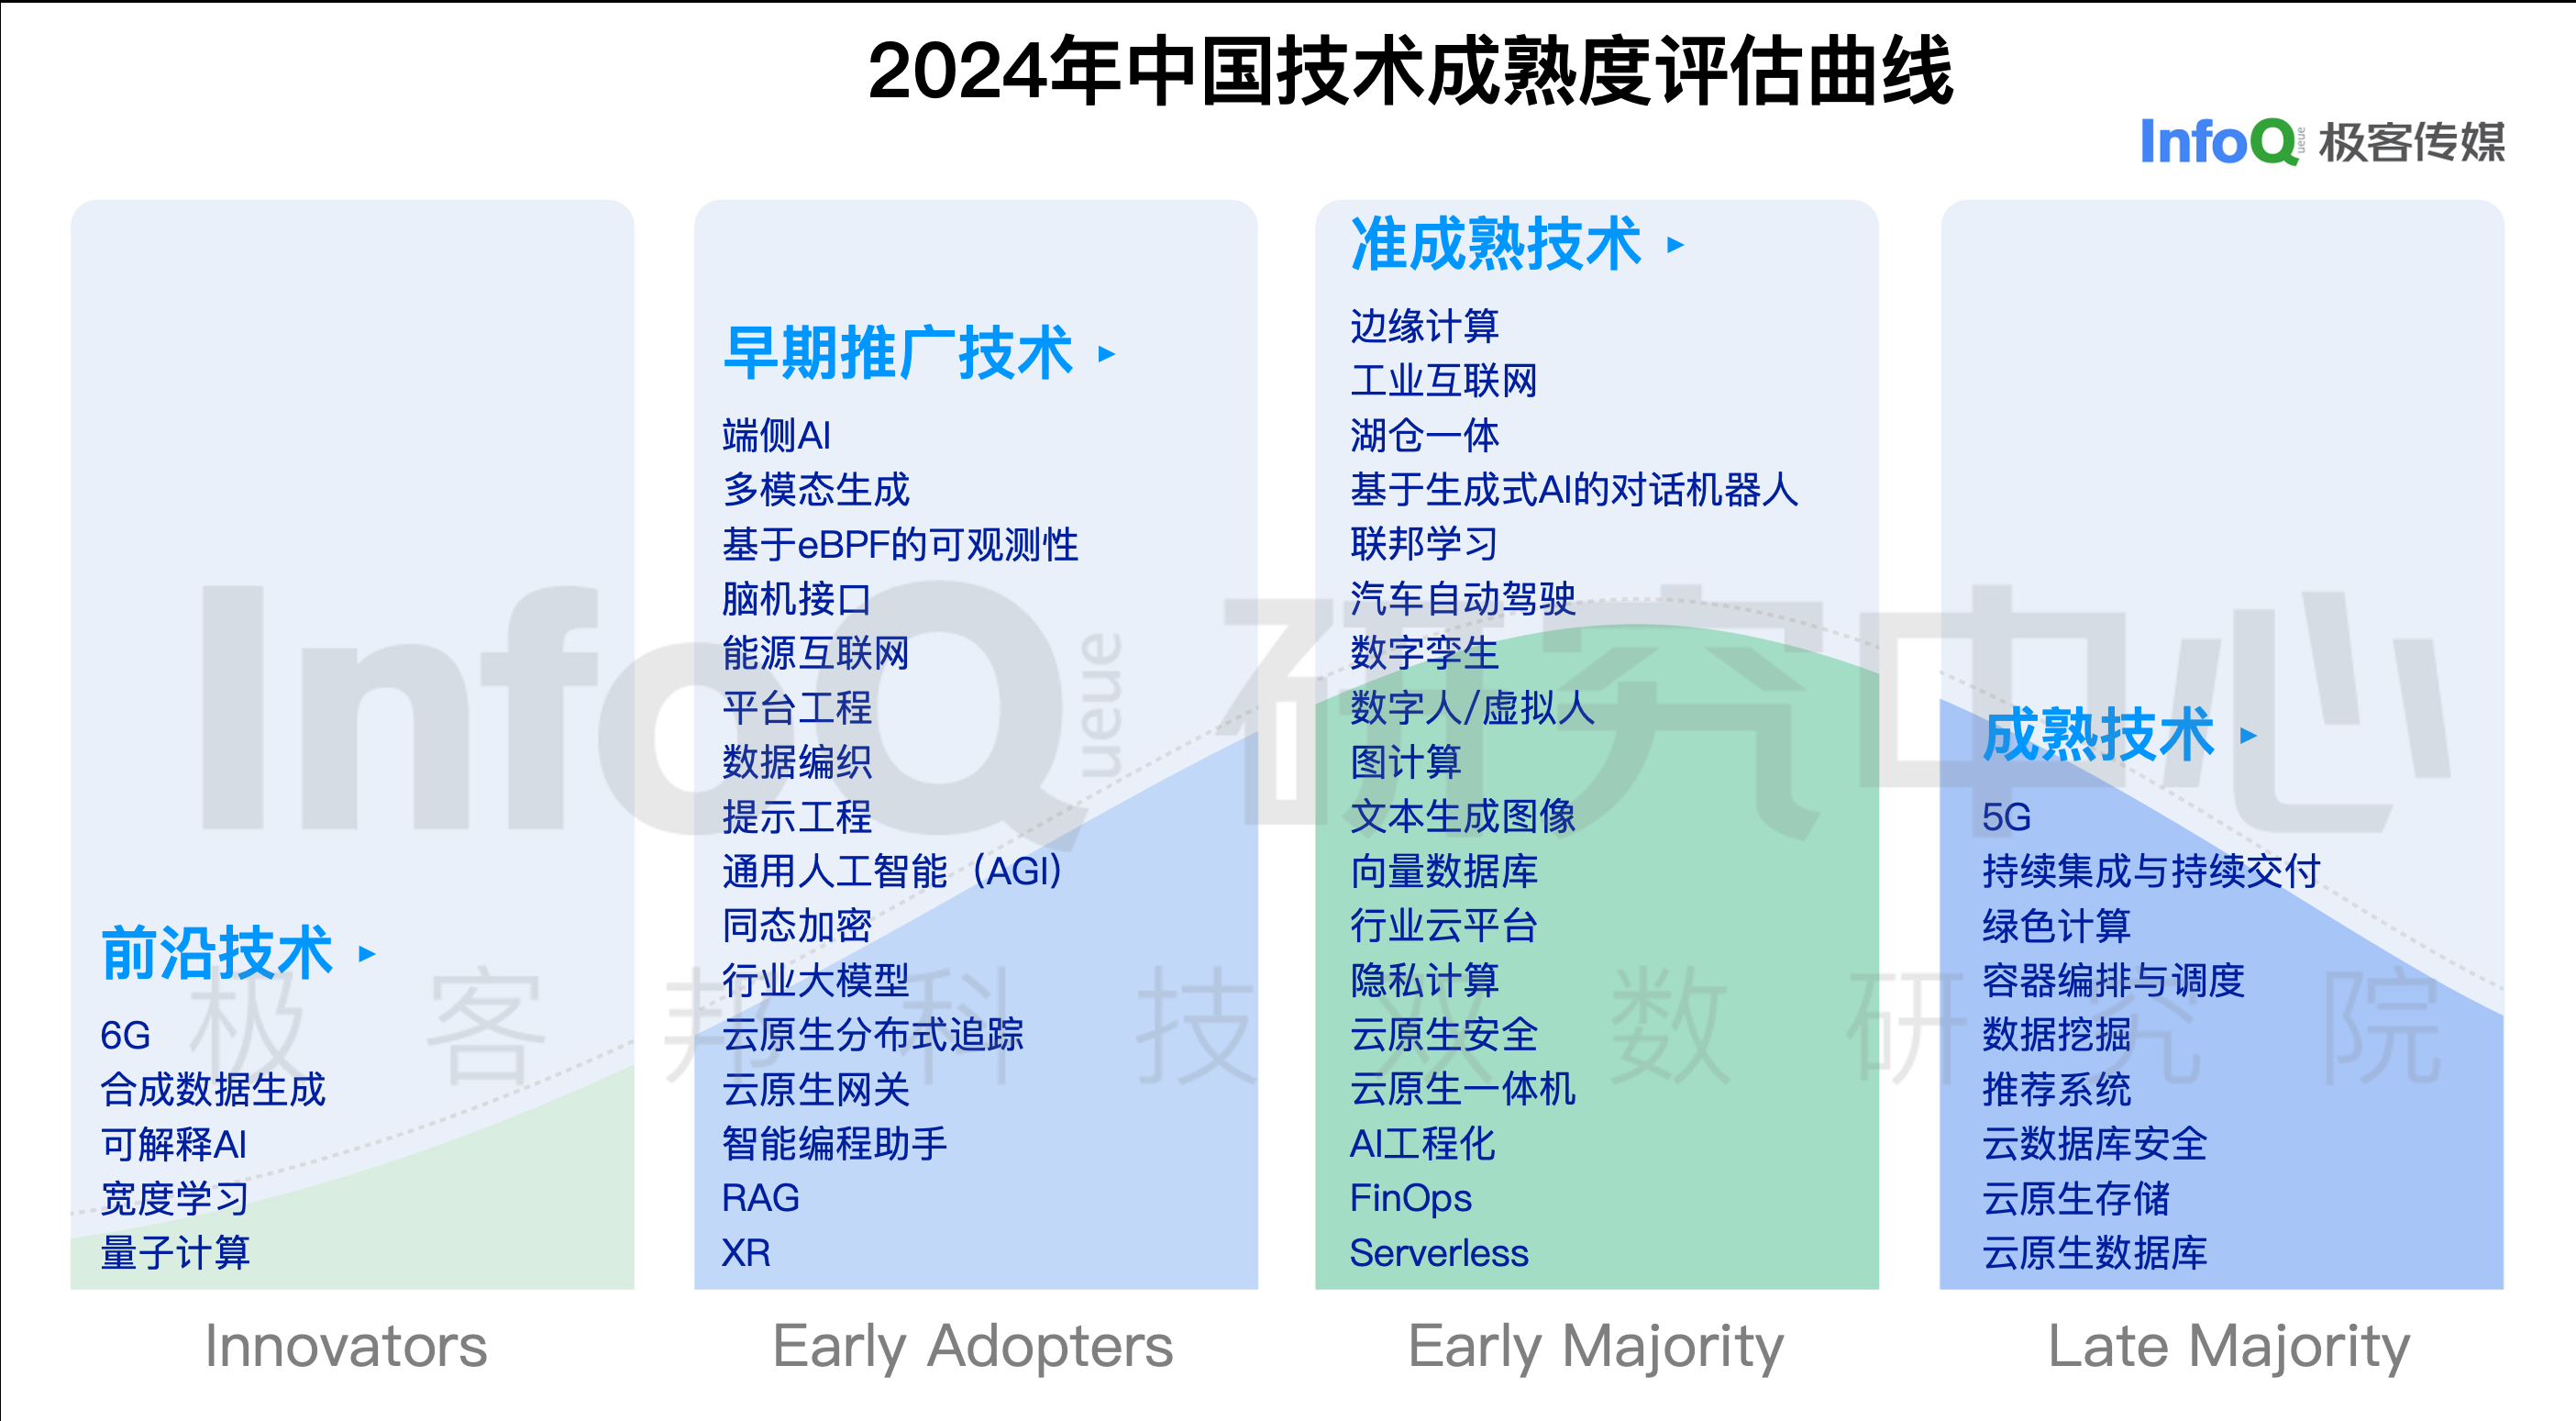 2024年中国技术成熟度评估曲线
InfoQueue 极客传媒
前沿技术
6G
合成数据生成
可解释AI
宽度学习
量子计算
Innovators
早期推广技术
端侧AI
多模态生成
基于eBPF的可观测性
脑机接口
能源互联网
平台工程
数据编织
提示工程
通用人工智能（AGI）
同态加密
行业大模型
云原生分布式追踪
云原生网关
智能编程助手
RAG
XR
Early Adopters
准成熟技术
边缘计算
工业互联网
湖仓一体
基于生成式AI的对话机器人
联邦学习
汽车自动驾驶
数字孪生
数字人/虚拟人
图计算
文本生成图像
向量数据库
行业云平台
隐私计算
云原生安全
云原生一体机
AI工程化
FinOps
Serverless
Early Majority
成熟技术
5G
持续集成与持续交付
绿色计算
容器编排与调度
数据挖掘
推荐系统
云数据库安全
云原生存储
云原生数据库
Late Majority
InfoQueue 研究中心
极客邦科技双数研究院